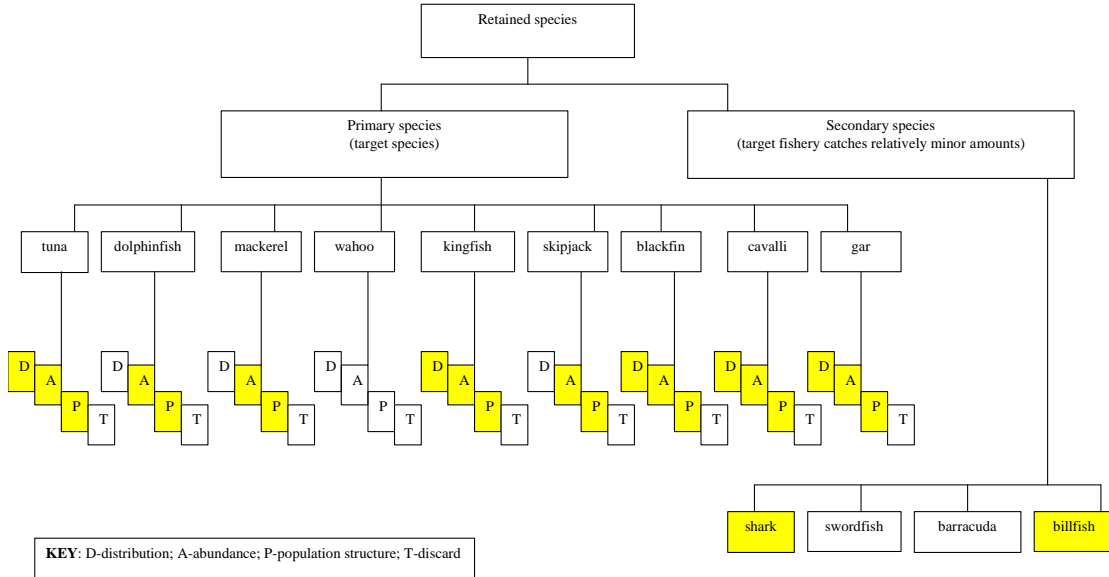 Retained species
Primary species
(target species)
Secondary species
(target fishery catches relatively minor amounts)
tuna
dolphinfish
mackerel
wahoo
kingfish
skipjack
blackfin
cavalli
gar
D
A
P
T
D
A
P
T
D
A
P
T
D
A
P
T
D
A
P
T
D
A
P
T
D
A
P
T
D
A
P
T
D
A
P
T
shark
swordfish
barracuda
billfish
KEY: D-distribution; A-abundance; P-population structure; T-discard